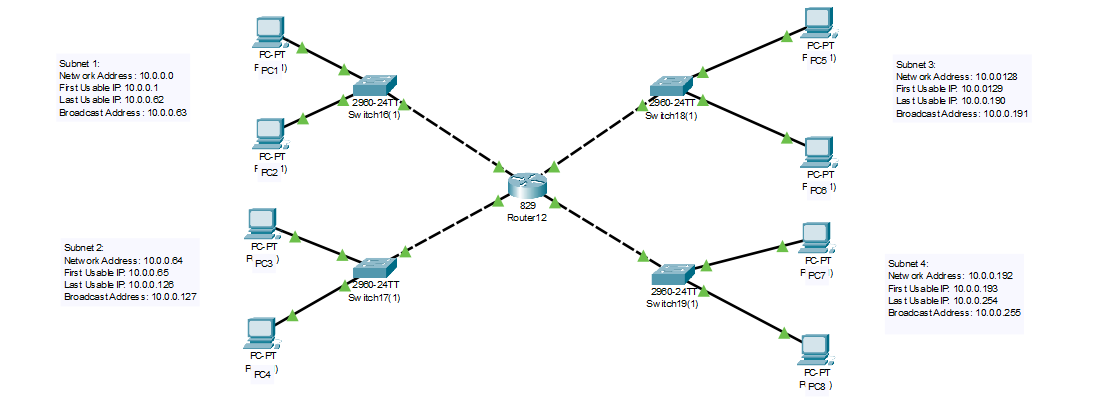 Subnet 1:
Network Address: 10.0.0.0
First Usable IP: 10.0.0.1
Last Usable IP: 10.0.0.62
Broadcast Address: 10.0.0.63
Subnet 2:
Network Address: 10.0.0.64
First Usable IP: 10.0.0.65
Last Usable IP: 10.0.0.126
Broadcast Address: 10.0.0.127
PC-PT
PC1
PC-PT
PC2
2960-24TT
Switch16(1)
PC-PT
PC3
PC-PT
PC4
2960-24TT
Switch17(1)
829
Router12
2960-24TT
Switch18(1)
PC-PT
PC5
PC-PT
PC6
2960-24TT
Switch19(1)
PC-PT
PC7
PC-PT
PC8
Subnet 3:
Network Address: 10.0.0128
First Usable IP: 10.0.0129
Last Usable IP: 10.0.0.190
Broadcast Address: 10.0.0.191
Subnet 4:
Network Address: 10.0.0.192
First Usable IP: 10.0.0.193
Last Usable IP: 10.0.0.254
Broadcast Address: 10.0.0.255